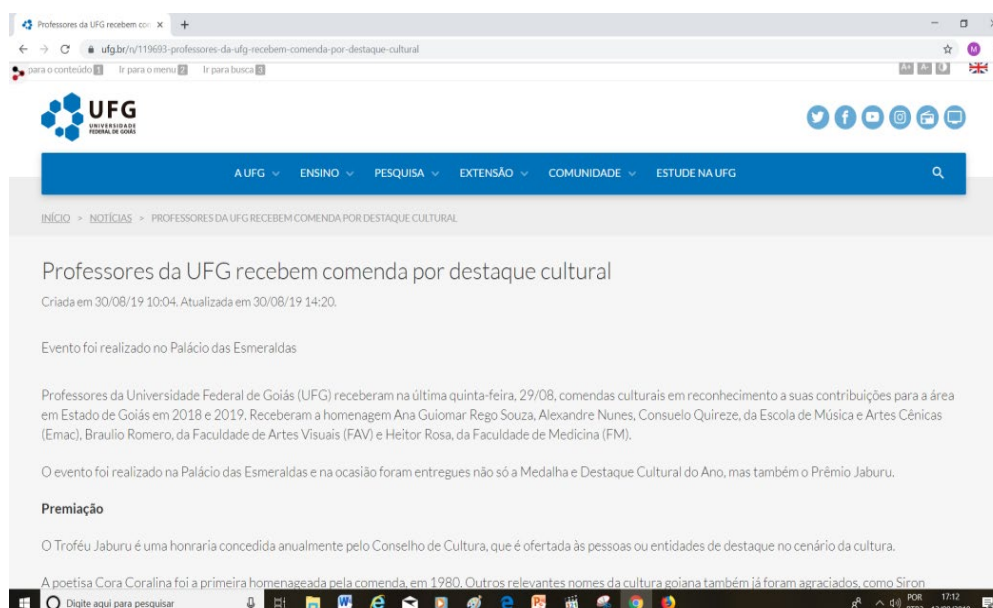 Professores da UFG recebem com
ufg.br/n/119693-professores-da-ufg-recebem-comenda-por-destaque-cultural
M
para o conteúdo 1 Ir para o menu 2 Ir para busca 3
A+ A-
UFG
UNIVERSIDADE
FEDERAL DE GOIÁS
A UFG ENSINO PESQUISA EXTENSÃO COMUNIDADE ESTUDE NA UFG
INÍCIO > NOTÍCIAS > PROFESSORES DA UFG RECEBEM COMENDA POR DESTAQUE CULTURAL
Professores da UFG recebem comenda por destaque cultural
Criada em 30/08/19 10:04. Atualizada em 30/08/19 14:20.
Evento foi realizado no Palácio das Esmeraldas
Professores da Universidade Federal de Goiás (UFG) receberam na última quinta-feira, 29/08, comendas culturais em reconhecimento a suas contribuições para a área
em Estado de Goiás em 2018 e 2019. Receberam a homenagem Ana Guiomar Rego Souza, Alexandre Nunes, Consuelo Quireze, da Escola de Música e Artes Cênicas
(Emac), Braulio Romero, da Faculdade de Artes Visuais (FAV) e Heitor Rosa, da Faculdade de Medicina (FM).
O evento foi realizado na Palácio das Esmeraldas e na ocasião foram entregues não só a Medalha e Destaque Cultural do Ano, mas também o Prêmio Jaburu.
Premiação
O Troféu Jaburu é uma honraria concedida anualmente pelo Conselho de Cultura, que é ofertada às pessoas ou entidades de destaque no cenário da cultura.
A poetisa Cora Coralina foi a primeira homenageada pela comenda, em 1980. Outros relevantes nomes da cultura goiana também já foram agraciados, como Siron
Digite aqui para pesquisar
POR 17:12